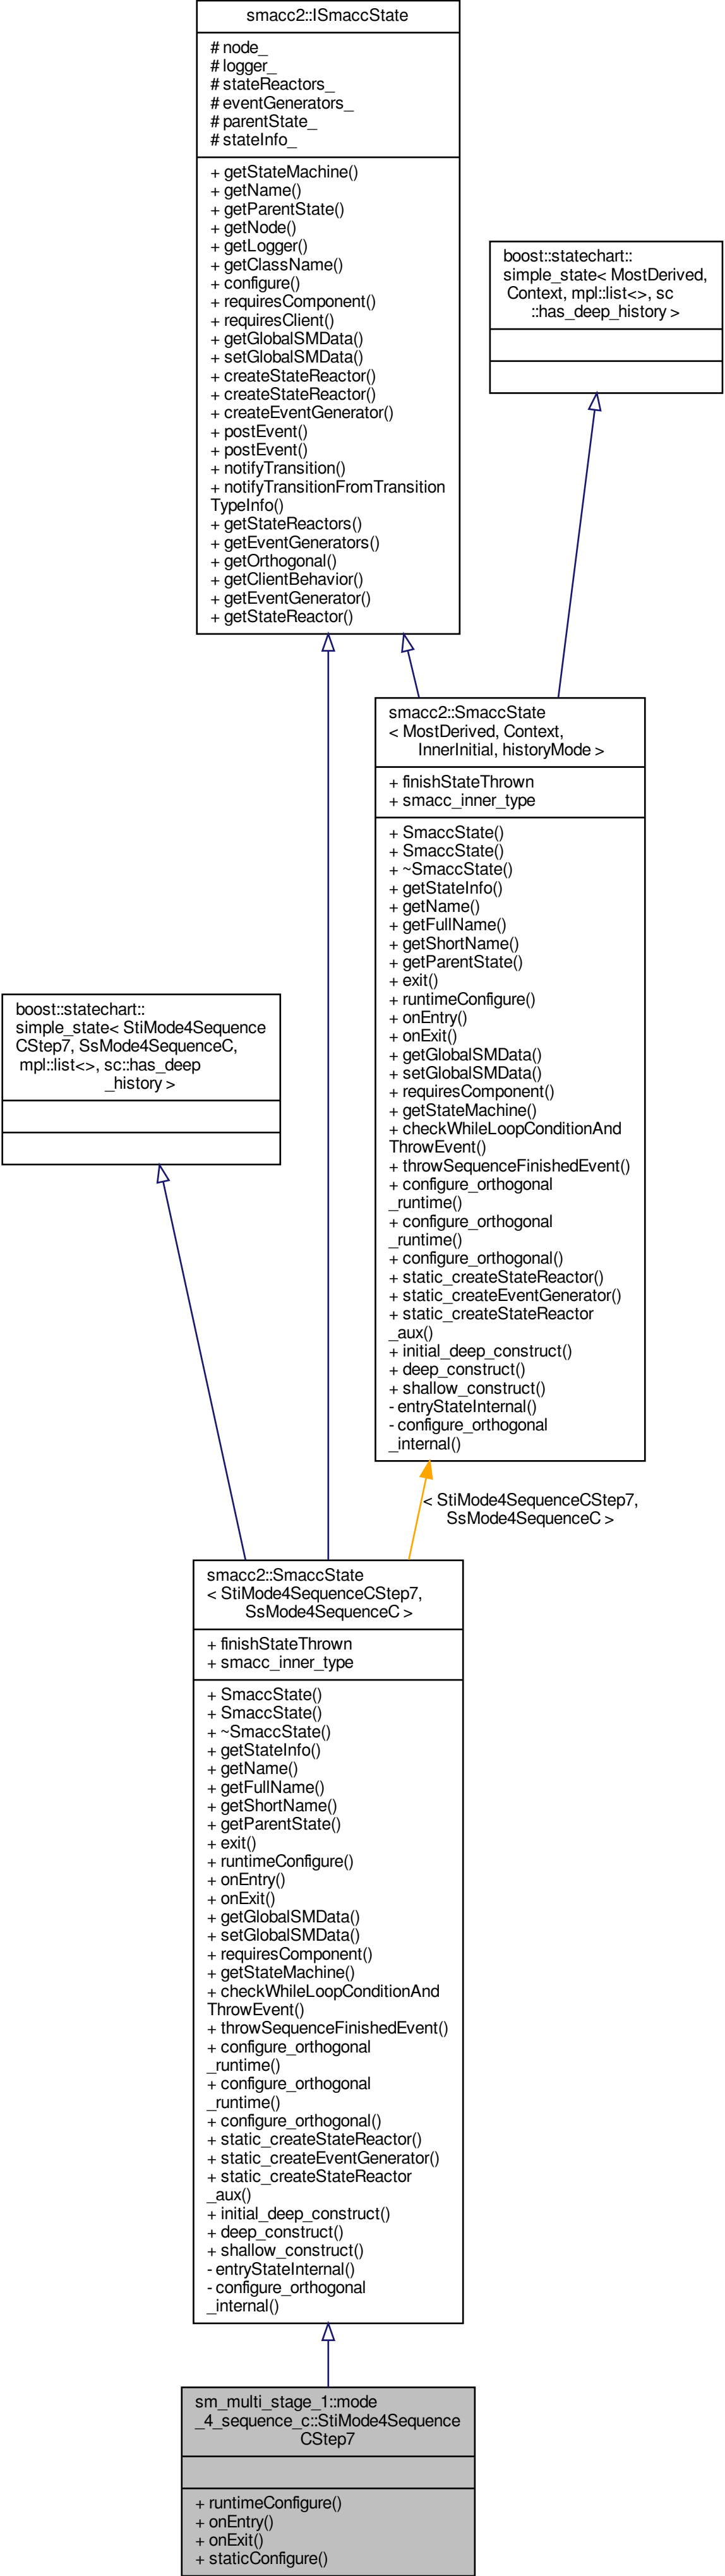 smacc2::ISmaccState
# node_
# logger_
# stateReactors_
# eventGenerators_
# parentState_
# stateInfo_
+ getStateMachine()
+ getName()
+ getParentState()
+ getNode()
+ getLogger()
+ getClassName()
+ configure()
+ requiresComponent()
+ requiresClient()
+ getGlobalSMData()
+ setGlobalSMData()
+ createStateReactor()
+ createStateReactor()
+ createEventGenerator()
+ postEvent()
+ postEvent()
+ notifyTransition()
+ notifyTransitionFromTransition
TypeInfo()
+ getStateReactors()
+ getEventGenerators()
+ getOrthogonal()
+ getClientBehavior()
+ getEventGenerator()
+ getStateReactor()
boost::statechart::
simple_state< MostDerived,
Context, mpl::list<>, sc
::has_deep_history >
smacc2::SmaccState
< MostDerived, Context,
InnerInitial, historyMode >
+ finishStateThrown
+ smacc_inner_type
+ SmaccState()
+ SmaccState()
+ ~SmaccState()
+ getStateInfo()
+ getName()
+ getFullName()
+ getShortName()
+ getParentState()
+ exit()
+ runtimeConfigure()
+ onEntry()
+ onExit()
+ getGlobalSMData()
+ setGlobalSMData()
+ requiresComponent()
+ getStateMachine()
+ checkWhileLoopConditionAnd
ThrowEvent()
+ throwSequenceFinishedEvent()
+ configure_orthogonal
_runtime()
+ configure_orthogonal
_runtime()
+ configure_orthogonal()
+ static_createStateReactor()
+ static_createEventGenerator()
+ static_createStateReactor
_aux()
+ initial_deep_construct()
+ deep_construct()
+ shallow_construct()
- entryStateInternal()
- configure_orthogonal
_internal()
boost::statechart::
simple_state< StiMode4Sequence
CStep7, SsMode4SequenceC,
mpl::list<>, sc::has_deep
_history >
< StiMode4SequenceCStep7,
SsMode4SequenceC >
smacc2::SmaccState
< StiMode4SequenceCStep7,
SsMode4SequenceC >
+ finishStateThrown
+ smacc_inner_type
+ SmaccState()
+ SmaccState()
+ ~SmaccState()
+ getStateInfo()
+ getName()
+ getFullName()
+ getShortName()
+ getParentState()
+ exit()
+ runtimeConfigure()
+ onEntry()
+ onExit()
+ getGlobalSMData()
+ setGlobalSMData()
+ requiresComponent()
+ getStateMachine()
+ checkWhileLoopConditionAnd
ThrowEvent()
+ throwSequenceFinishedEvent()
+ configure_orthogonal
_runtime()
+ configure_orthogonal
_runtime()
+ configure_orthogonal()
+ static_createStateReactor()
+ static_createEventGenerator()
+ static_createStateReactor
_aux()
+ initial_deep_construct()
+ deep_construct()
+ shallow_construct()
- entryStateInternal()
- configure_orthogonal
_internal()
sm_multi_stage_1::mode
_4_sequence_c::StiMode4Sequence
CStep7
+ runtimeConfigure()
+ onEntry()
+ onExit()
+ staticConfigure()